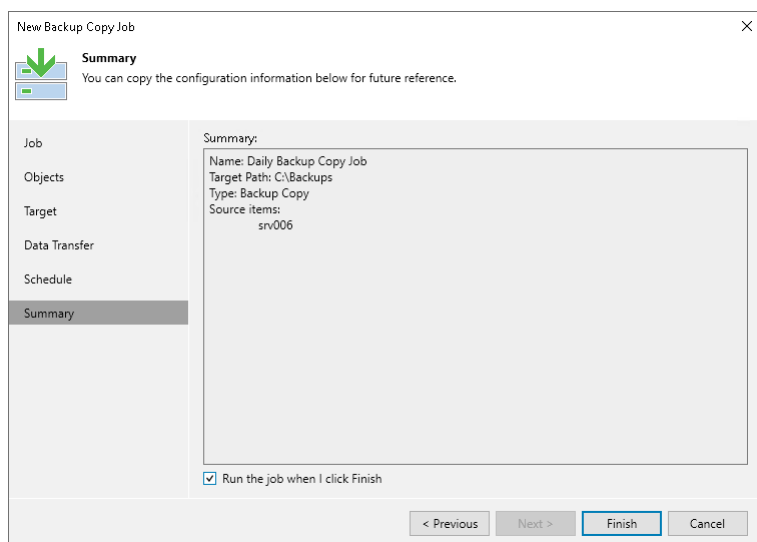 New Backup Copy Job
Summary
You can copy the configuration information below for future reference.
Job
Objects
Target
Data Transfer
Schedule
Summary
Summary:
Name: Daily Backup Copy Job
Target Path: C:\Backups
Type: Backup Copy
Source items:
srv006
Run the job when I click Finish
< Previous
Next >
Finish
Cancel